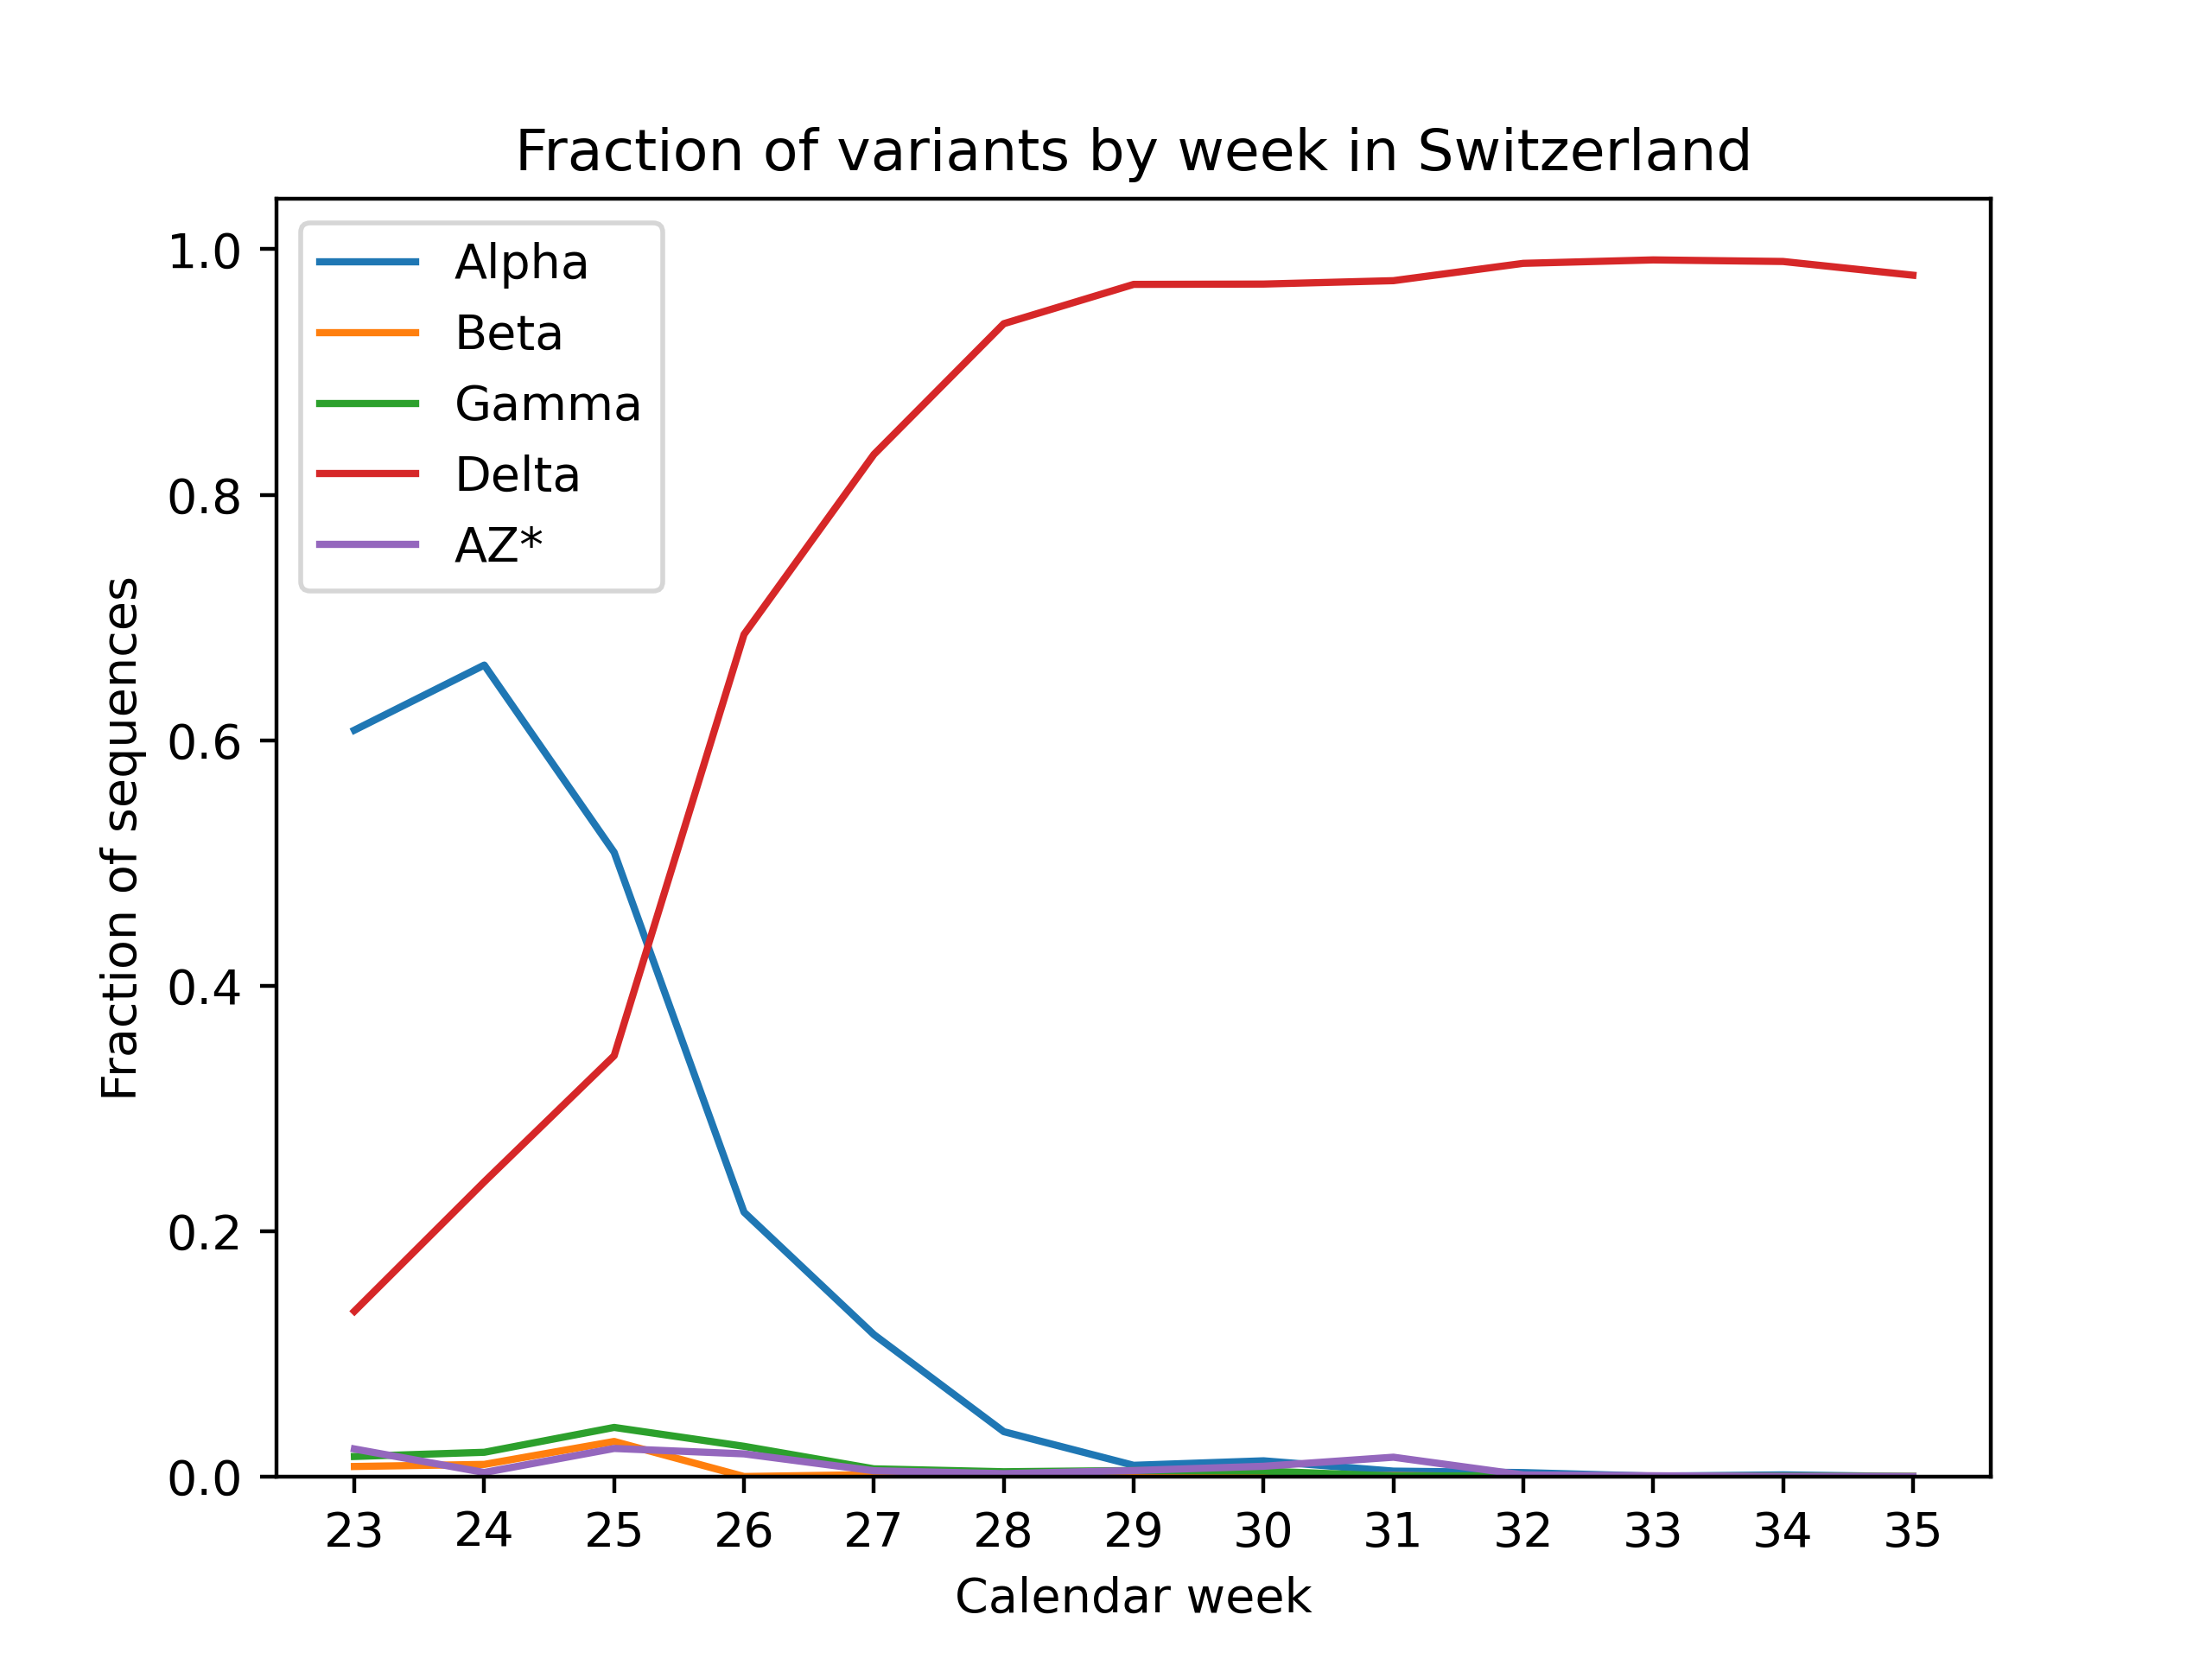 Fraction of variants by week in Switzerland
1.0
0.8
0.6
0.4
0.2
0.0
Fraction of sequences
Alpha
Beta
Gamma
Delta
AZ*
23 24 25 26 27 28 29 30 31 32 33 34 35
Calendar week